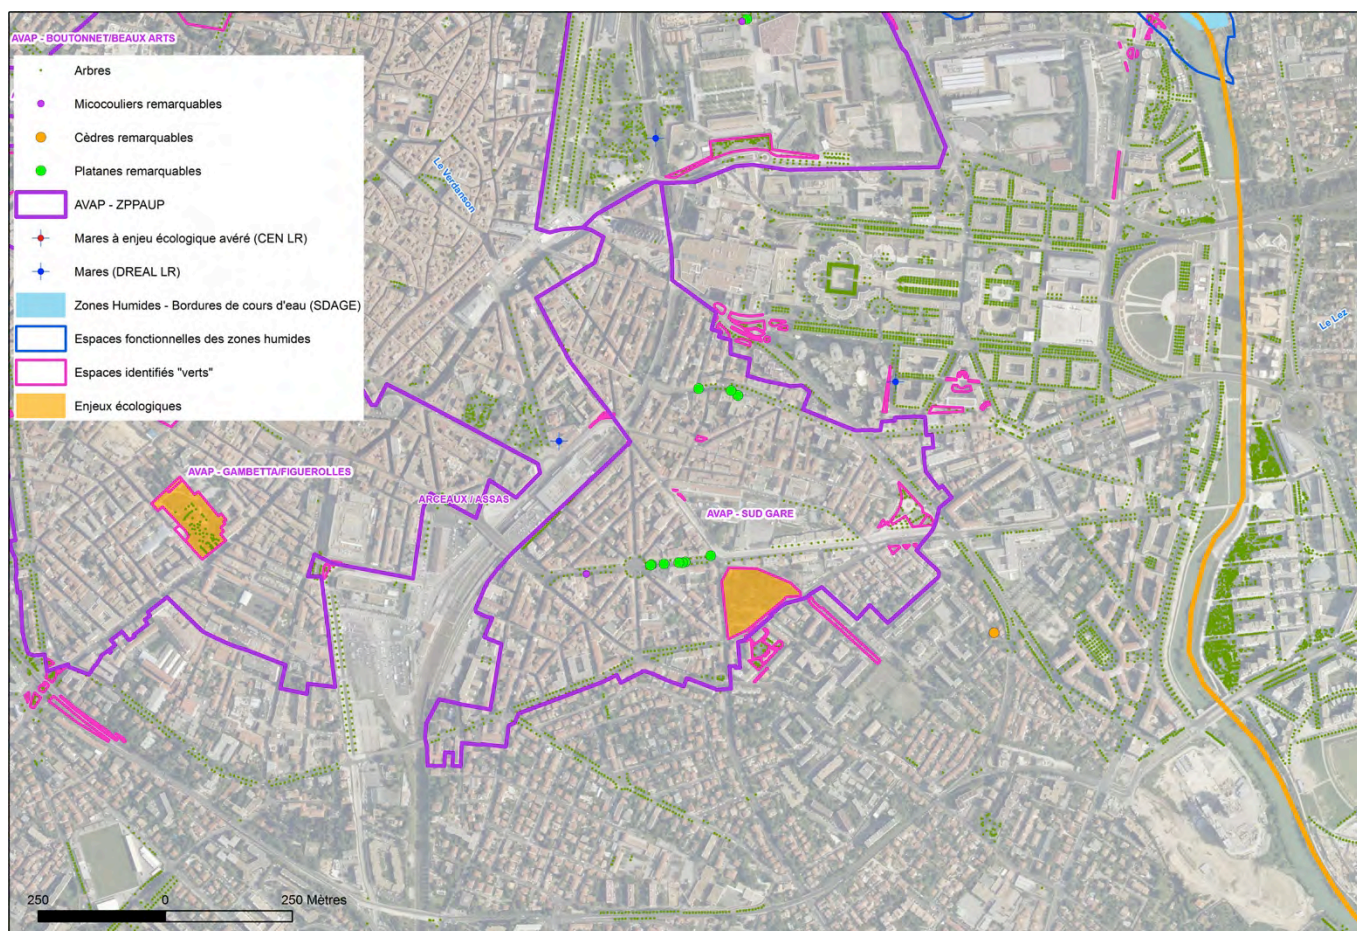 AVAP - BOUTONNET/BEAUX ARTS
Arbres
Micocouliers remarquables
Cèdres remarquables
Platanes remarquables
AVAP - ZPPAUP
Mares à enjeu écologique avéré (CEN LR)
Mares (DREAL LR)
Zones Humides - Bordures de cours d'eau (SDAGE)
Espaces fonctionnelles des zones humides
Espaces identifiés "verts"
Enjeux écologiques
Le Verdanson
Le Lez
AVAP - GAMBETTA/FIGUEROLLES
ARCEAUX / ASSAS
AVAP - SUD GARE
250 0 250 Mètres